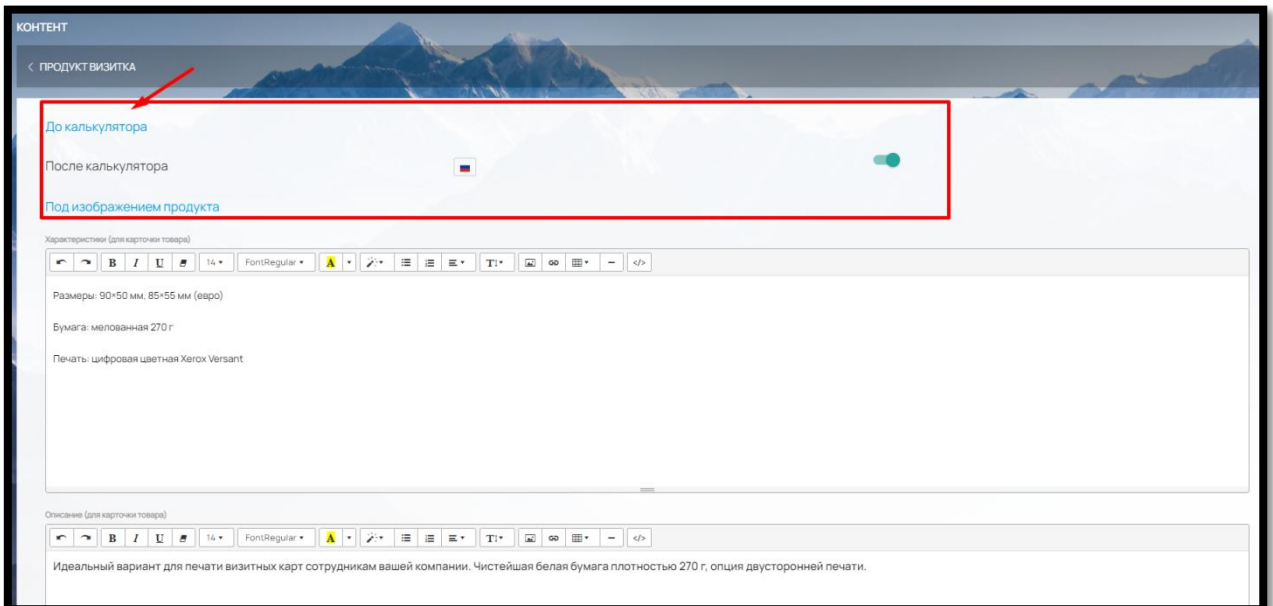 КОНТЕНТ
< ПРОДУКТ ВИЗИТКА
До калькулятора
После калькулятора
Под изображением продукта
Характеристики (для карточки товара)
B I U 14 FontRegular A T </>
Размеры: 90×50 мм, 85×55 мм (евро)
Бумага: мелованная 270 г
Печать: цифровая цветная Xerox Versant
Описание (для карточки товара)
B I U 14 FontRegular A T </>
Идеальный вариант для печати визитных карт сотрудникам вашей компании. Чистейшая белая бумага плотностью 270 г, опция двусторонней печати.